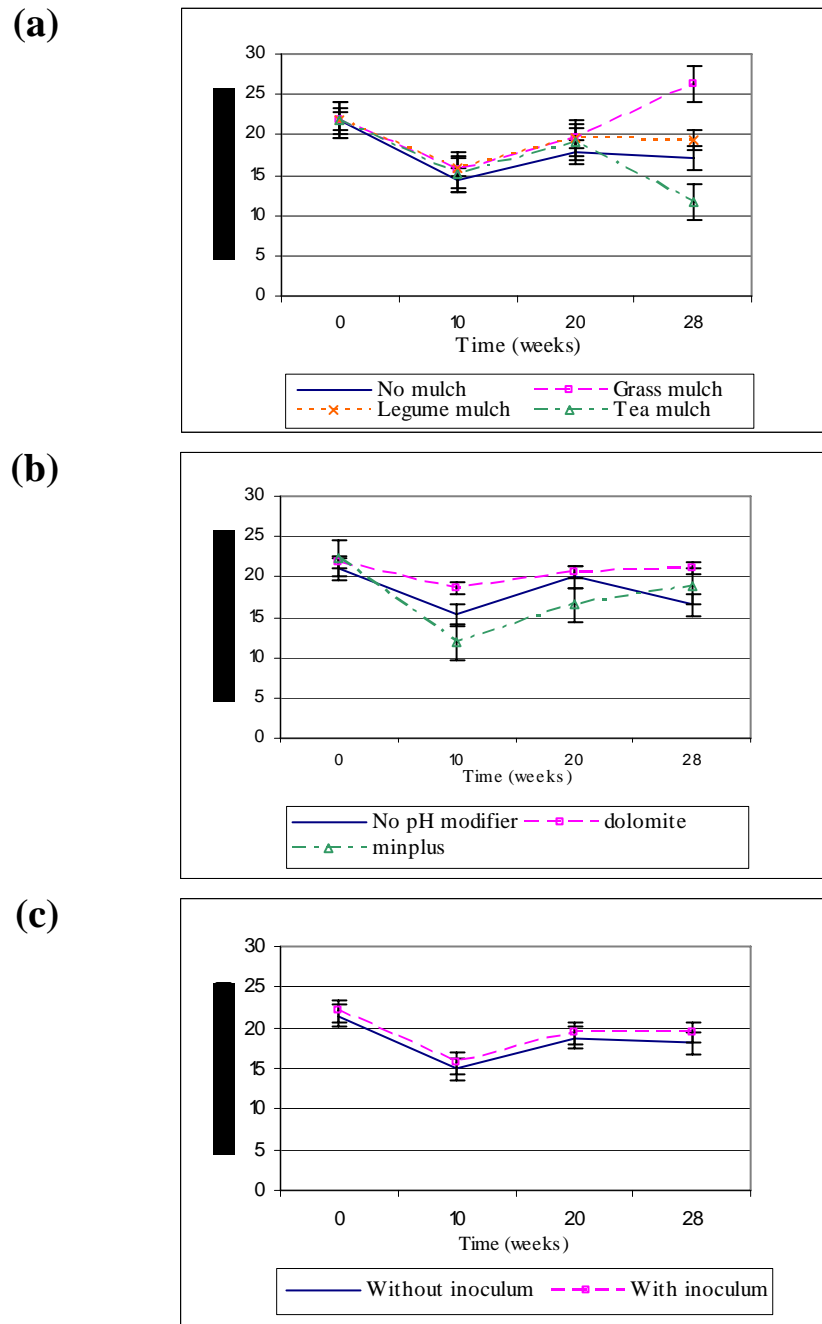 (a)
30
25
20
15
10
5
0
0 10 20 28
Time (weeks)
No mulch Grass mulch
Legume mulch Tea mulch
(b)
30
25
20
15
10
5
0
0 10 20 28
Time (weeks)
No pH modifier dolomite
minplus
(c)
30
25
20
15
10
5
0
0 10 20 28
Time (weeks)
Without inoculum With inoculum